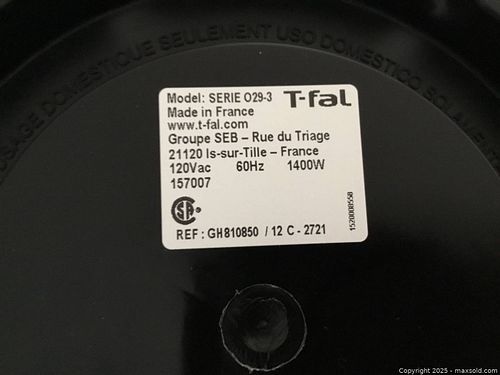 USAGE DOMESTIQUE SEULEMENT USO DOMESTICO SOLAMENTE
Model: SERIE O29-3 T-fal
Made in France
www.t-fal.com
Groupe SEB – Rue du Triage
21120 Is-sur-Tille – France
120Vac 60Hz 1400W
157007
REF : GH810850 / 12 C - 2721
Copyright © 2025 - maxsold.com